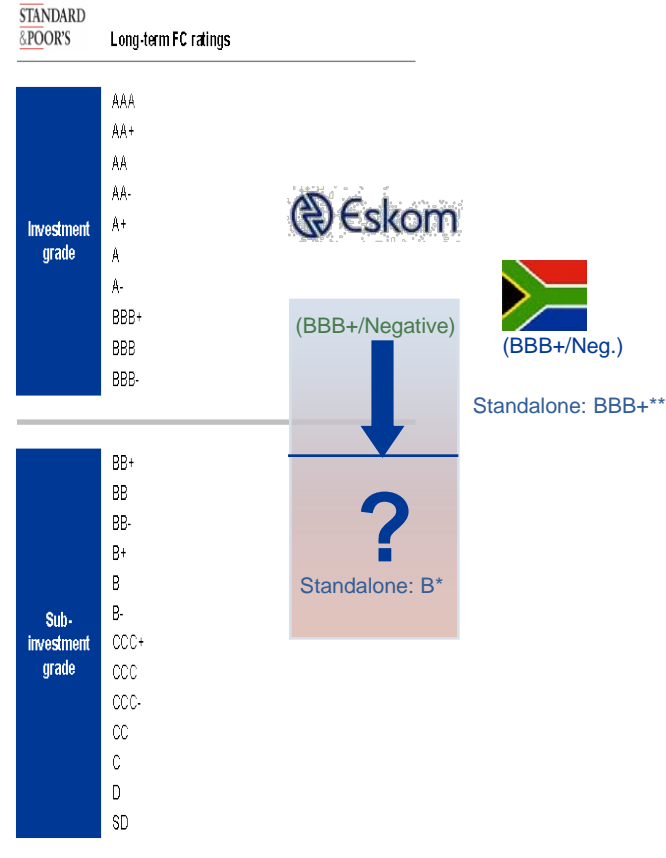 STANDARD
&POOR'S
Long-term FC ratings
AAA
AA+
AA
AA-
A+
A
A-
BBB+
BBB
BBB-
Investment
grade
Eskom
(BBB+/Negative)
(BBB+/Neg.)
Standalone: BBB+**
BB+
BB
BB-
B+
B
B-
CCC+
CCC
CCC-
CC
C
D
SD
Sub-
investment
grade
?
Standalone: B*